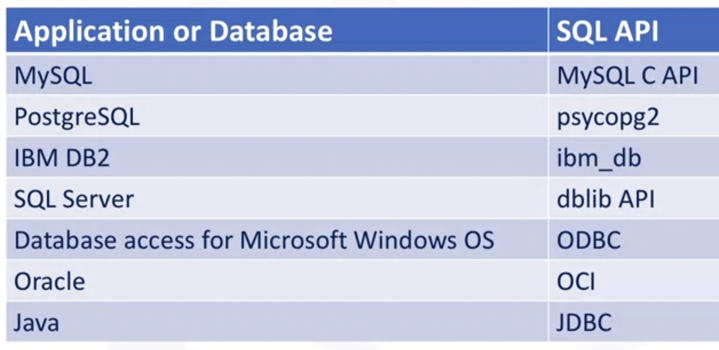 Application or Database SQL API
MySQL MySQL C API
PostgreSQL psycopg2
IBM DB2 ibm_db
SQL Server dblib API
Database access for Microsoft Windows OS ODBC
Oracle OCI
Java JDBC